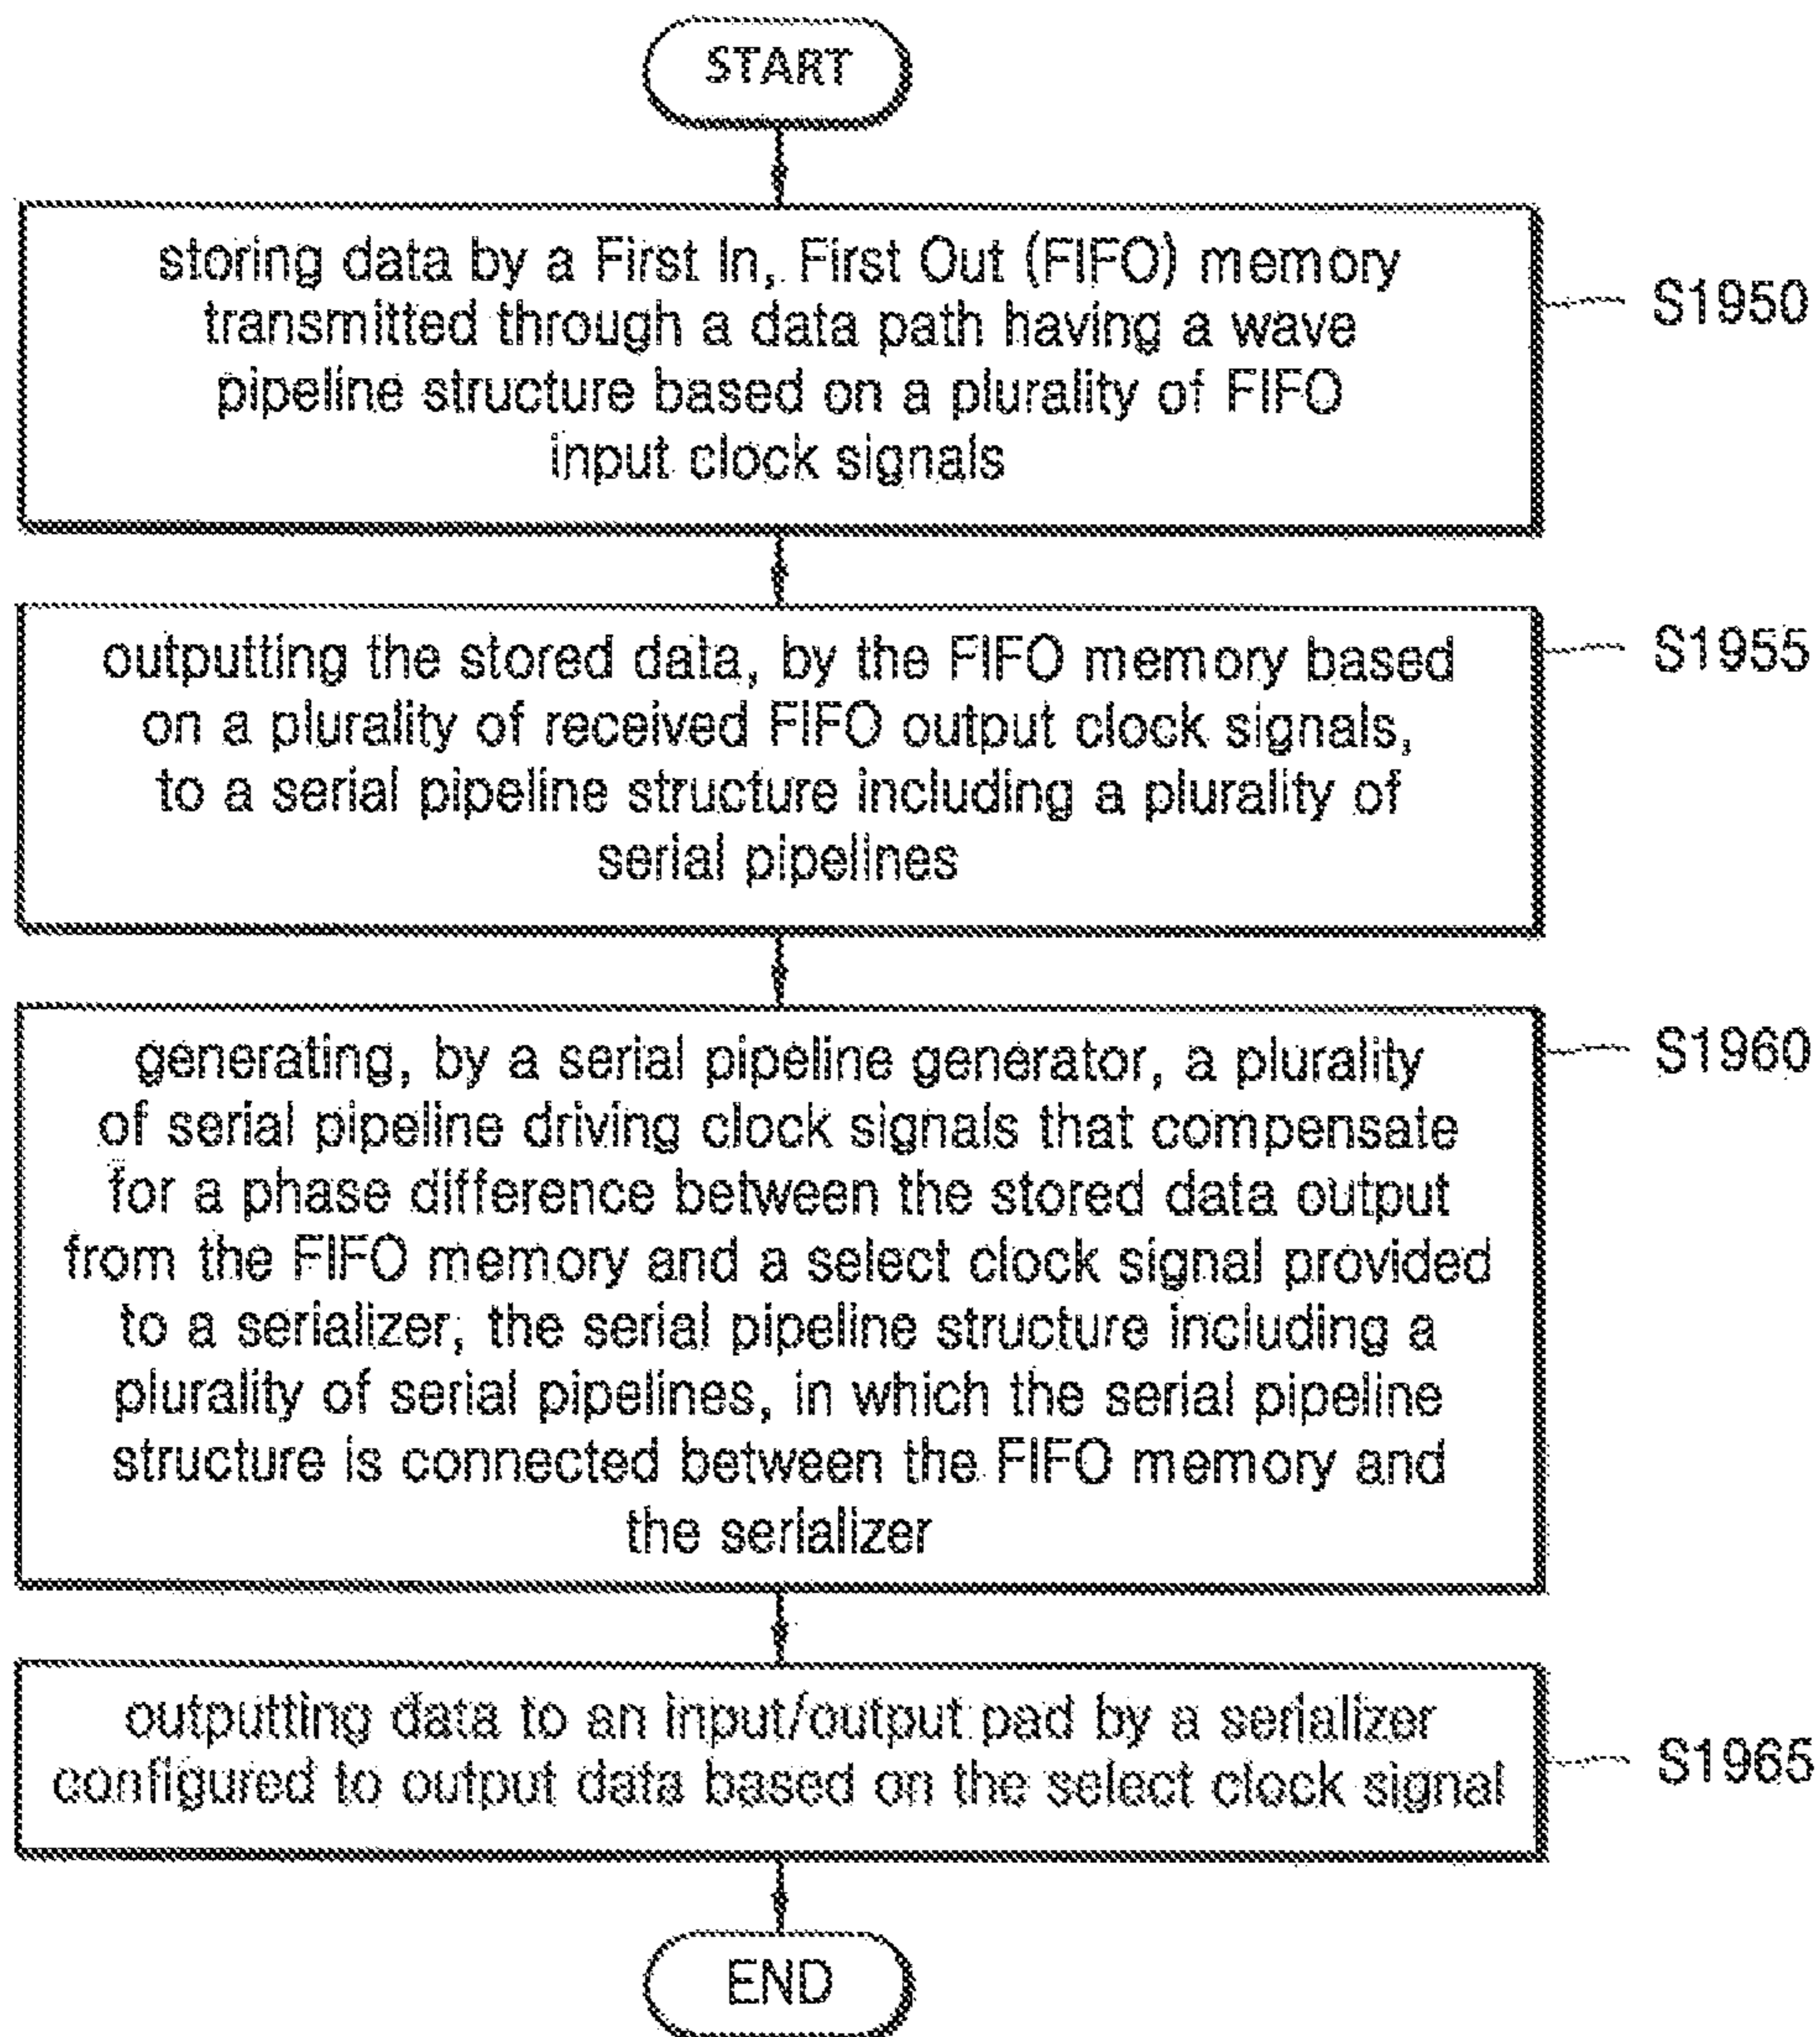 START
storing data by a First In, First Out (FIFO) memory
transmitted through a data path having a wave
pipeline structure based on a plurality of FIFO
input clock signals
S1950
outputting the stored data, by the FIFO memory based
on a plurality of received FIFO output clock signals,
to a serial pipeline structure including a plurality of
serial pipelines
S1955
generating, by a serial pipeline generator, a plurality
of serial pipeline driving clock signals that compensate
for a phase difference between the stored data output
from the FIFO memory and a select clock signal provided
to a serializer; the serial pipeline structure including a
plurality of serial pipelines, in which the serial pipeline
structure is connected between the FIFO memory and
the serializer
S1960
outputting data to an input/output pad by a serializer
configured to output data based on the select clock signal
S1965
END